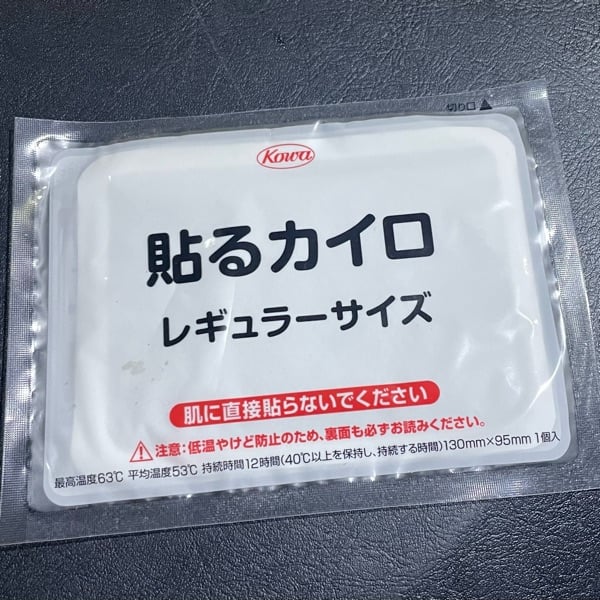 切り口▲
Kowa
貼るカイロ
レギュラーサイズ
肌に直接貼らないでください
注意:低温やけど防止のため、裏面も必ずお読みください。
最高温度63℃ 平均温度53℃ 持続時間12時間(40℃以上を保持し、持続する時間)130mm×95mm 1個入